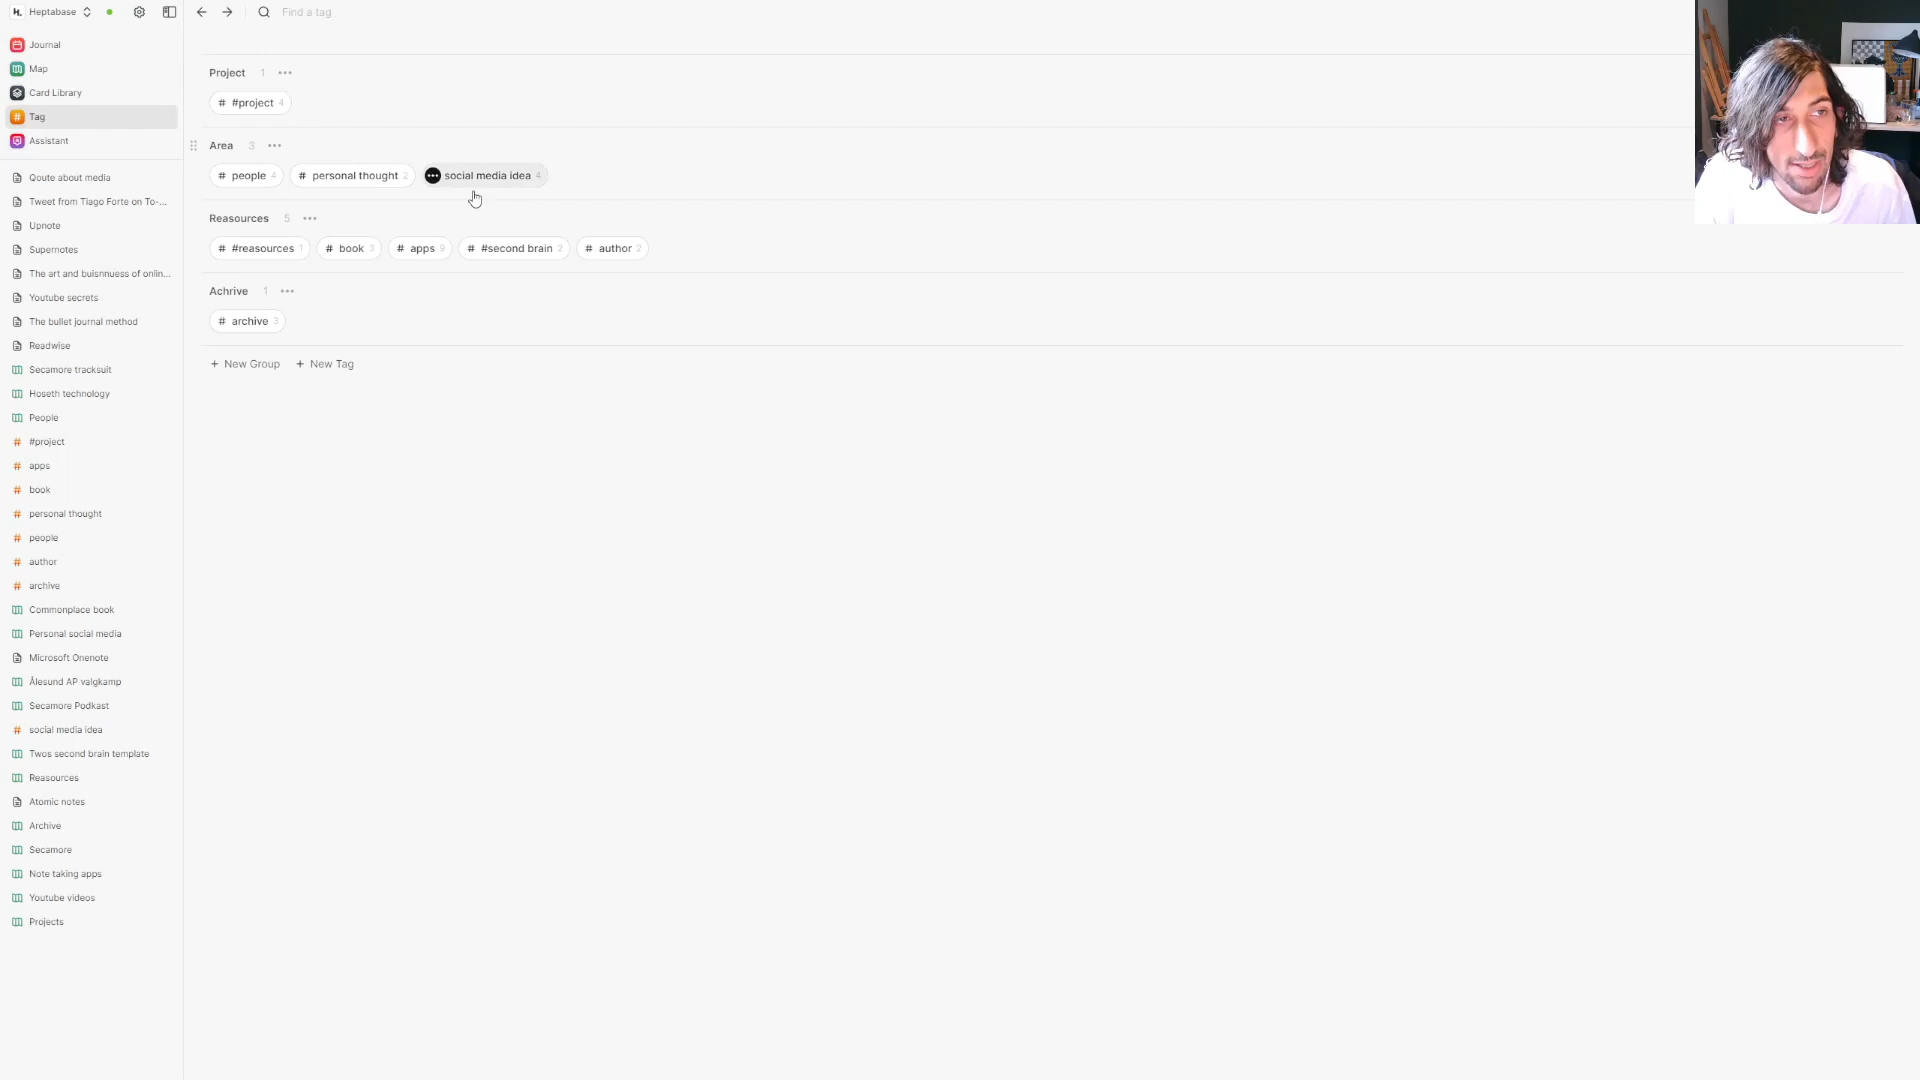 Heptabase
Find a tag
Journal
Map
Card Library
# Tag
Assistant
Qoute about media
Tweet from Tiago Forte on To-...
Upnote
Supernotes
The art and buisnnuess of onlin...
Youtube secrets
The bullet journal method
Readwise
Secamore tracksuit
Hoseth technology
People
# #project
# apps
# book
# personal thought
# people
# author
# archive
Commonplace book
Personal social media
Microsoft Onenote
Ålesund AP valgkamp
Secamore Podkast
# social media idea
Twos second brain template
Reasources
Atomic notes
Archive
Secamore
Note taking apps
Youtube videos
Projects
Project 1 •••
# #project 4
Area 3 •••
# people 4 # personal thought 2 ••• social media idea 4
Reasources 5 •••
# #reasources 1 # book 3 # apps 9 # #second brain 2 # author 2
Achrive 1 •••
# archive 3
+ New Group + New Tag